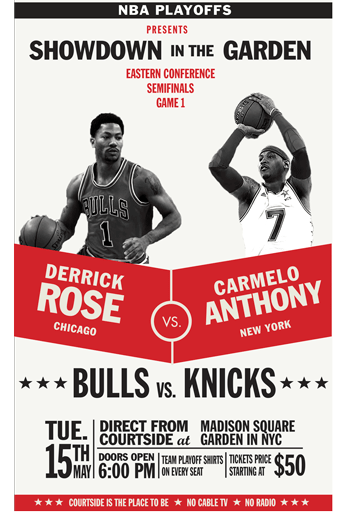 NBA PLAYOFFS
PRESENTS
SHOWDOWN IN THE GARDEN
EASTERN CONFERENCE
SEMIFINALS
GAME 1
BULLS
1
7
DERRICK
ROSE
CHICAGO
VS.
CARMELO
ANTHONY
NEW YORK
★★★ BULLS VS. KNICKS ★★★
TUE.
15TH
MAY
DIRECT FROM
COURTSIDE at
MADISON SQUARE
GARDEN IN NYC
DOORS OPEN
6:00 PM
TEAM PLAYOFF SHIRTS
ON EVERY SEAT
TICKETS PRICE
STARTING AT
$50
★ ★ ★ COURTSIDE IS THE PLACE TO BE ★ NO CABLE TV ★ NO RADIO ★ ★ ★